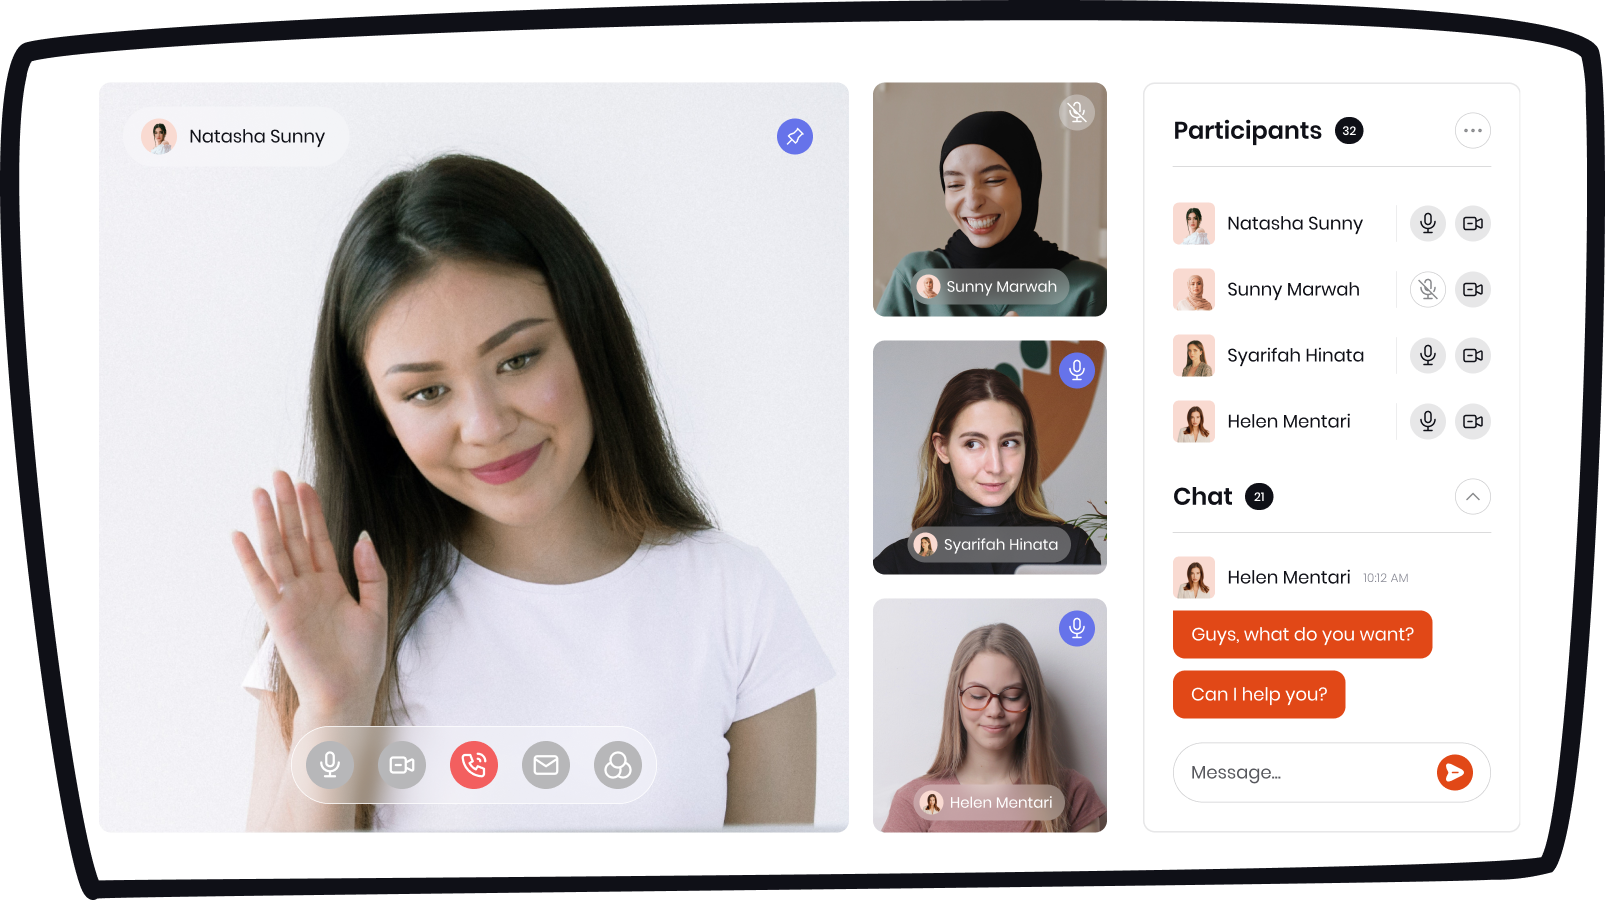 Natasha Sunny
Sunny Marwah
Syarifah Hinata
Helen Mentari
Participants 32
Natasha Sunny
Sunny Marwah
Syarifah Hinata
Helen Mentari
Chat 21
Helen Mentari 10:12 AM
Guys, what do you want?
Can I help you?
Message...